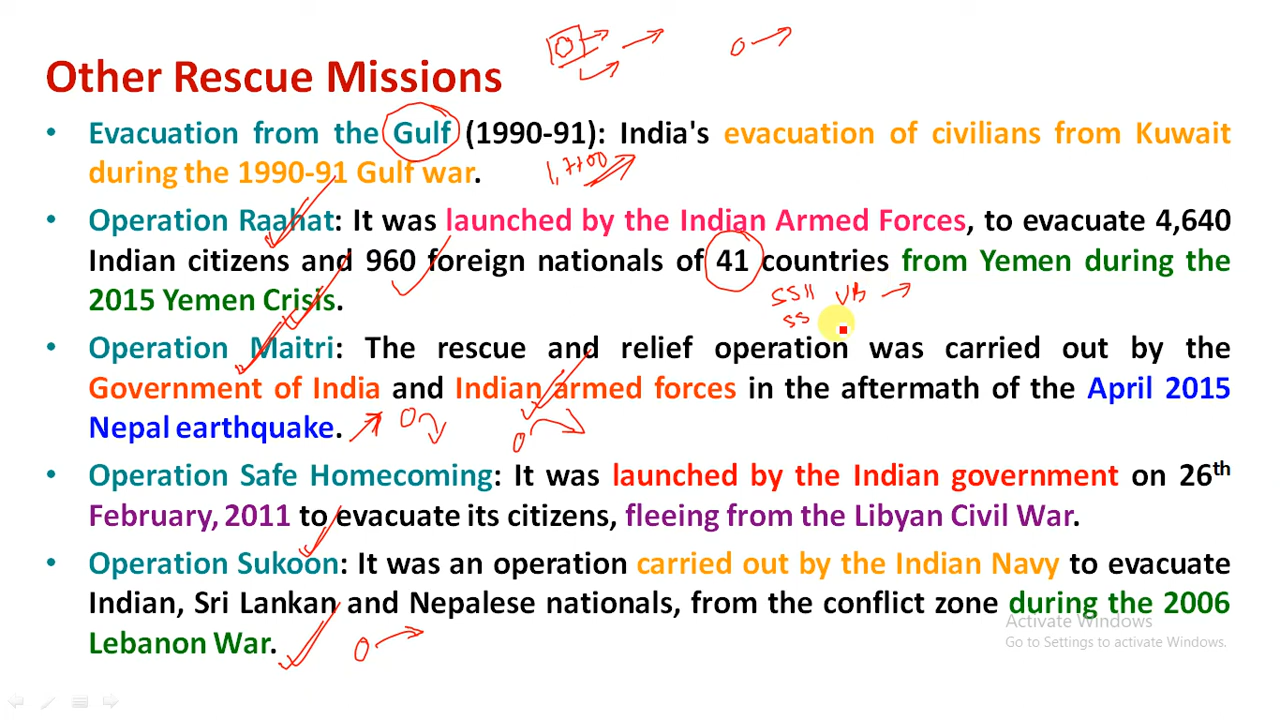 Other Rescue Missions
• Evacuation from the Gulf (1990-91): India's evacuation of civilians from Kuwait
during the 1990-91 Gulf war.
• Operation Raahat: It was launched by the Indian Armed Forces, to evacuate 4,640
Indian citizens and 960 foreign nationals of 41 countries from Yemen during the
2015 Yemen Crisis.
• Operation Maitri: The rescue and relief operation was carried out by the
Government of India and Indian armed forces in the aftermath of the April 2015
Nepal earthquake.
• Operation Safe Homecoming: It was launched by the Indian government on 26th
February, 2011 to evacuate its citizens, fleeing from the Libyan Civil War.
• Operation Sukoon: It was an operation carried out by the Indian Navy to evacuate
Indian, Sri Lankan and Nepalese nationals, from the conflict zone during the 2006
Lebanon War.
Activate Windows
Go to Settings to activate Windows.